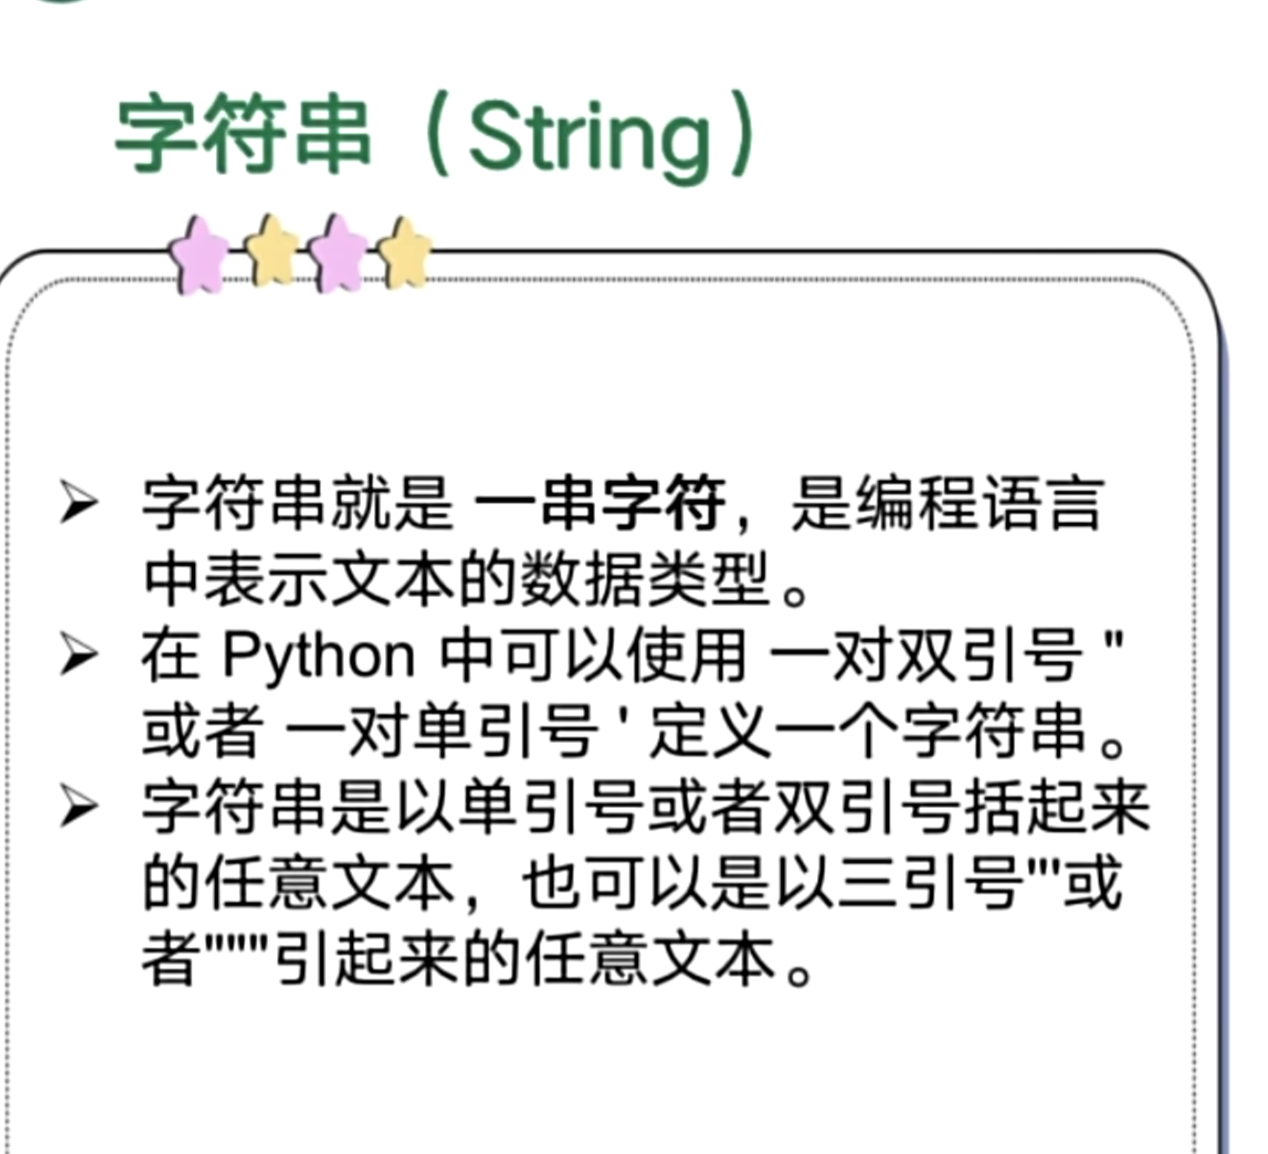 字符串（String）
字符串就是 一串字符，是编程语言
中表示文本的数据类型。
在 Python 中可以使用 一对双引号 "
或者 一对单引号 ' 定义一个字符串。
字符串是以单引号或者双引号括起来
的任意文本，也可以是以三引号'''或
者"""引起来的任意文本。